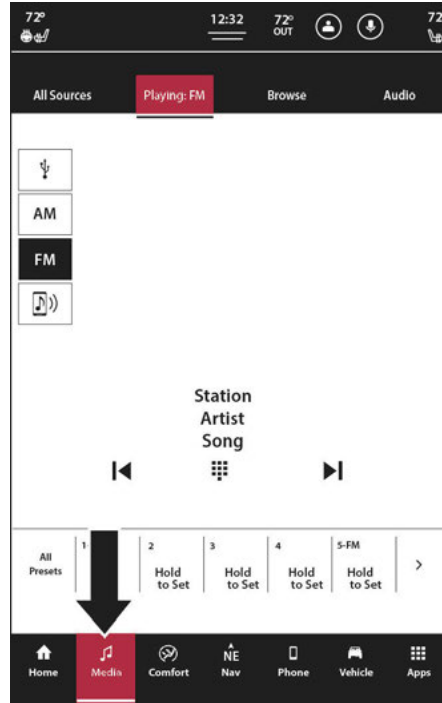 72º
12:32
72º
OUT
72
All Sources
Playing: FM
Browse
Audio
AM
FM
Station
Artist
Song
All
Presets
1
2
Hold
to Set
3
Hold
to Set
4
Hold
to Set
5-FM
Hold
to Set
Home
Media
Comfort
NE
Nav
Phone
Vehicle
Apps